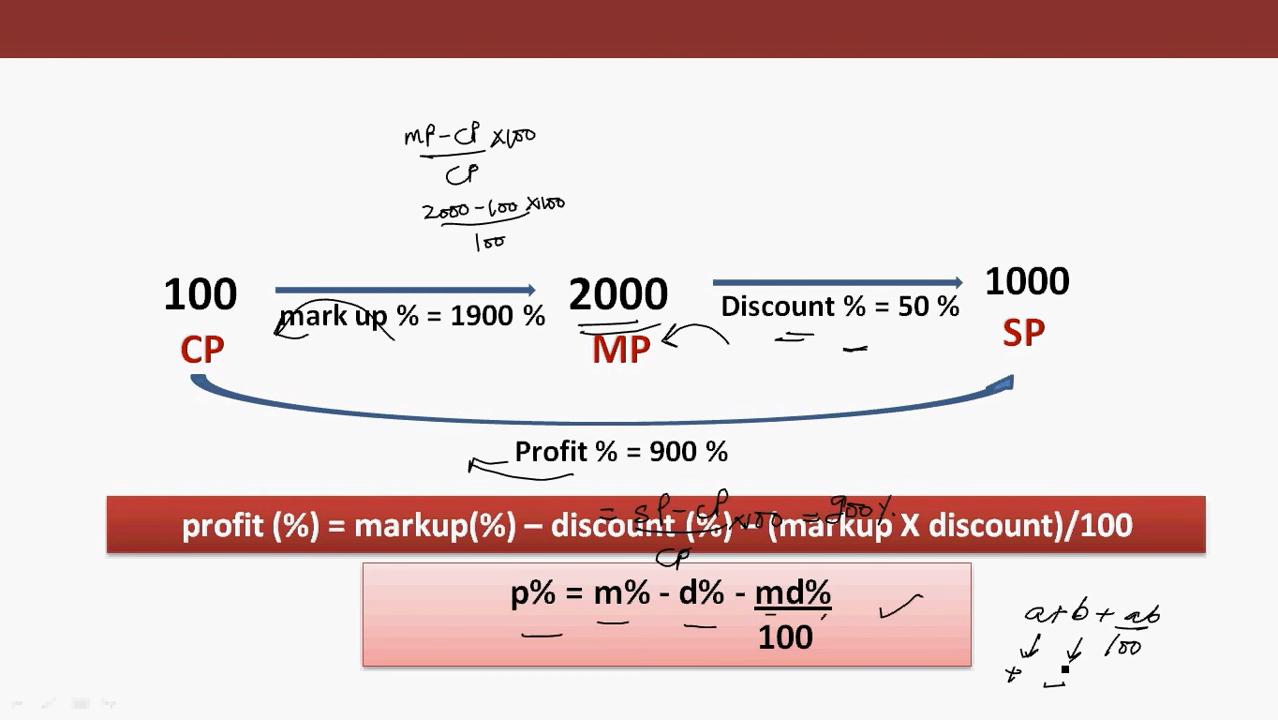 MP-CP x100
CP
2000-100 x100
100
100
mark up % = 1900 %
2000
Discount % = 50 %
1000
CP
MP
SP
Profit % = 900 %
= SP-CP x100 = 900%.
CP
profit (%) = markup(%) – discount (%) – (markup X discount)/100
p% = m% - d% - md%
100
a+b+ ab
100
+ -